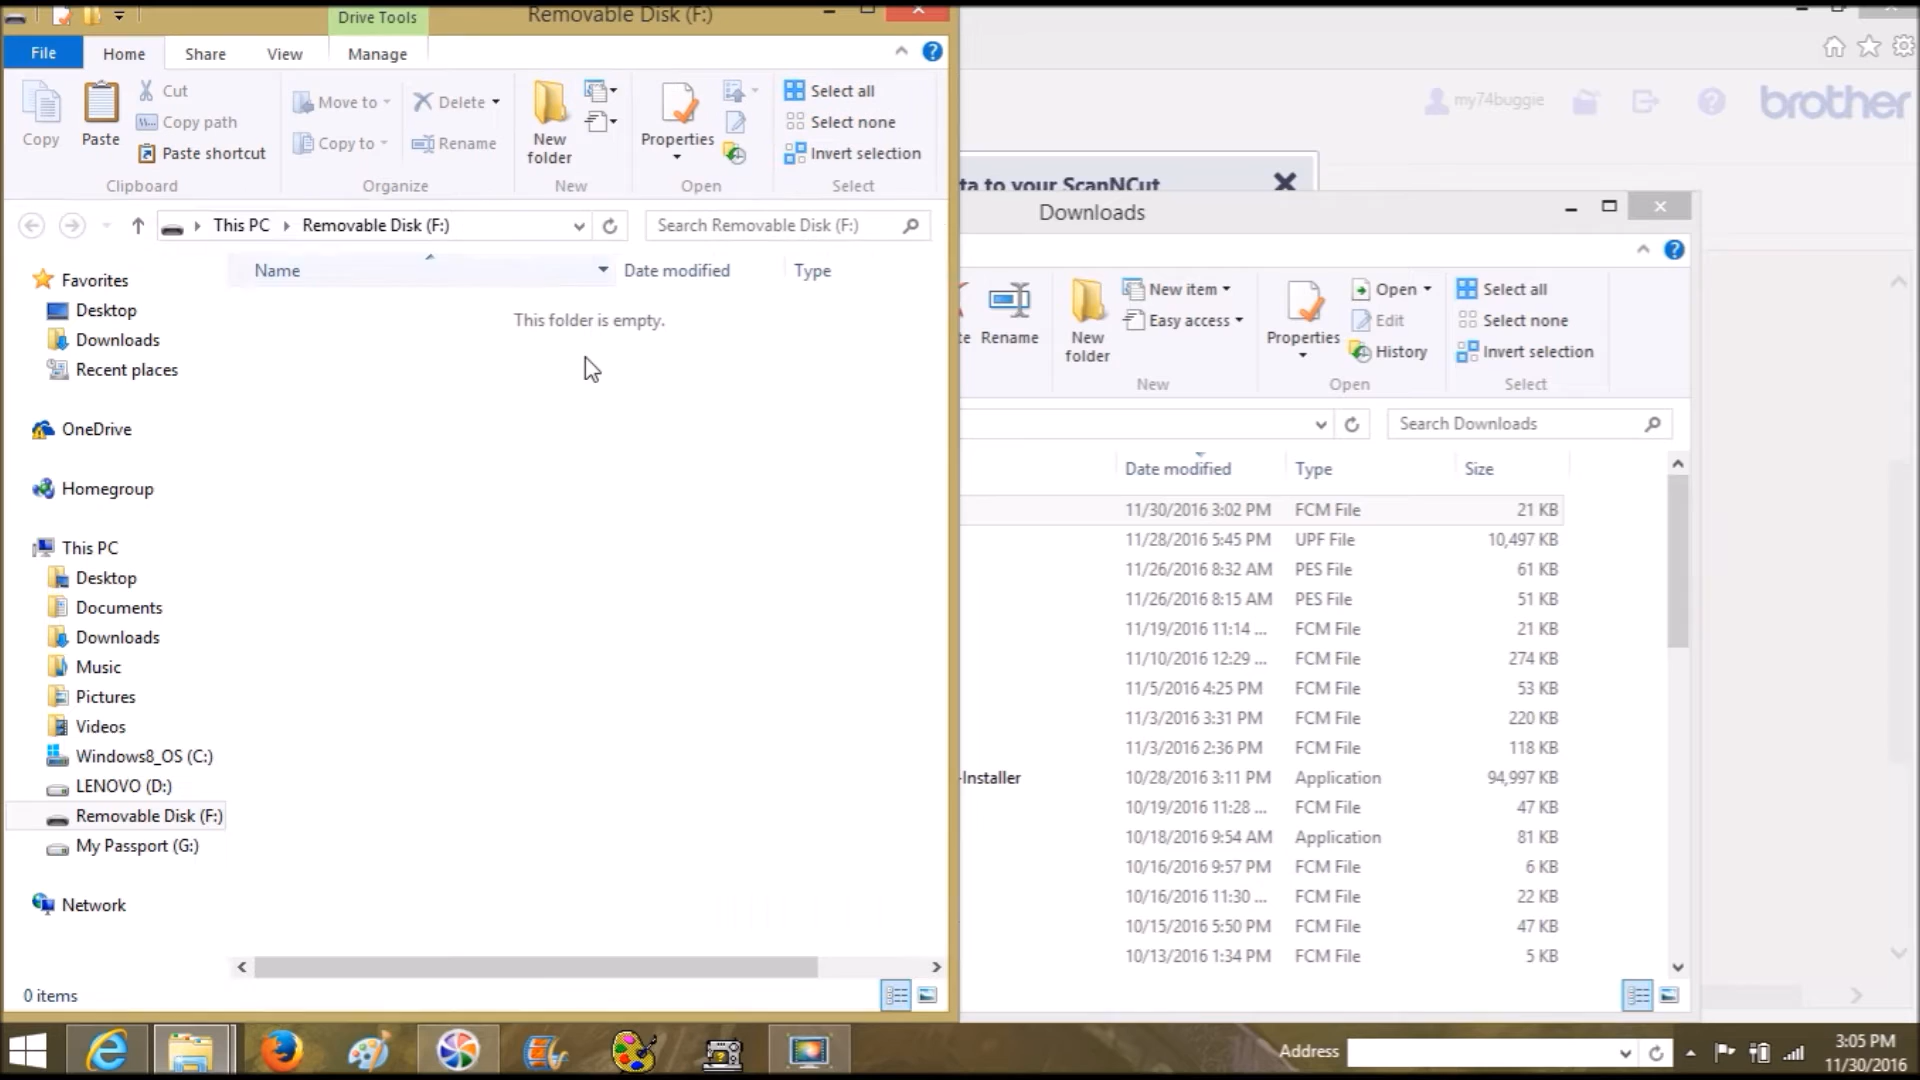 Drive Tools
Removable Disk (F:)
File
Home
Share
View
Manage
Copy
Paste
Cut
Copy path
Paste shortcut
Clipboard
Move to
Copy to
Delete
Rename
Organize
New folder
New
Properties
Open
Select all
Select none
Invert selection
Select
This PC
Removable Disk (F:)
Search Removable Disk (F:)
Name
Date modified
Type
This folder is empty.
Favorites
Desktop
Downloads
Recent places
OneDrive
Homegroup
This PC
Desktop
Documents
Downloads
Music
Pictures
Videos
Windows8_OS (C:)
LENOVO (D:)
Removable Disk (F:)
My Passport (G:)
Network
0 items
my74buggie
brother
ta to your ScanNCut
Downloads
te
Rename
New folder
New item
Easy access
New
Properties
Open
Edit
History
Open
Select all
Select none
Invert selection
Select
Search Downloads
Date modified Type Size
11/30/2016 3:02 PM FCM File 21 KB
11/28/2016 5:45 PM UPF File 10,497 KB
11/26/2016 8:32 AM PES File 61 KB
11/26/2016 8:15 AM PES File 51 KB
11/19/2016 11:14 ... FCM File 21 KB
11/10/2016 12:29 ... FCM File 274 KB
11/5/2016 4:25 PM FCM File 53 KB
11/3/2016 3:31 PM FCM File 220 KB
11/3/2016 2:36 PM FCM File 118 KB
-Installer 10/28/2016 3:11 PM Application 94,997 KB
10/19/2016 11:28 ... FCM File 47 KB
10/18/2016 9:54 AM Application 81 KB
10/16/2016 9:57 PM FCM File 6 KB
10/16/2016 11:30 ... FCM File 22 KB
10/15/2016 5:50 PM FCM File 47 KB
10/13/2016 1:34 PM FCM File 5 KB
Address
3:05 PM
11/30/2016